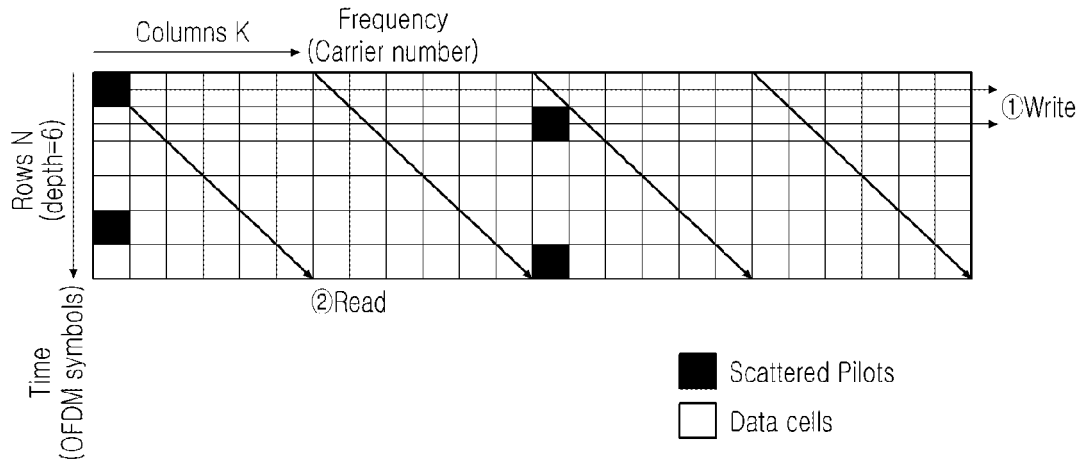 Columns K
Frequency
(Carrier number)
①Write
Rows N
(depth=6)
②Read
Time
(OFDM symbols)
Scattered Pilots
Data cells